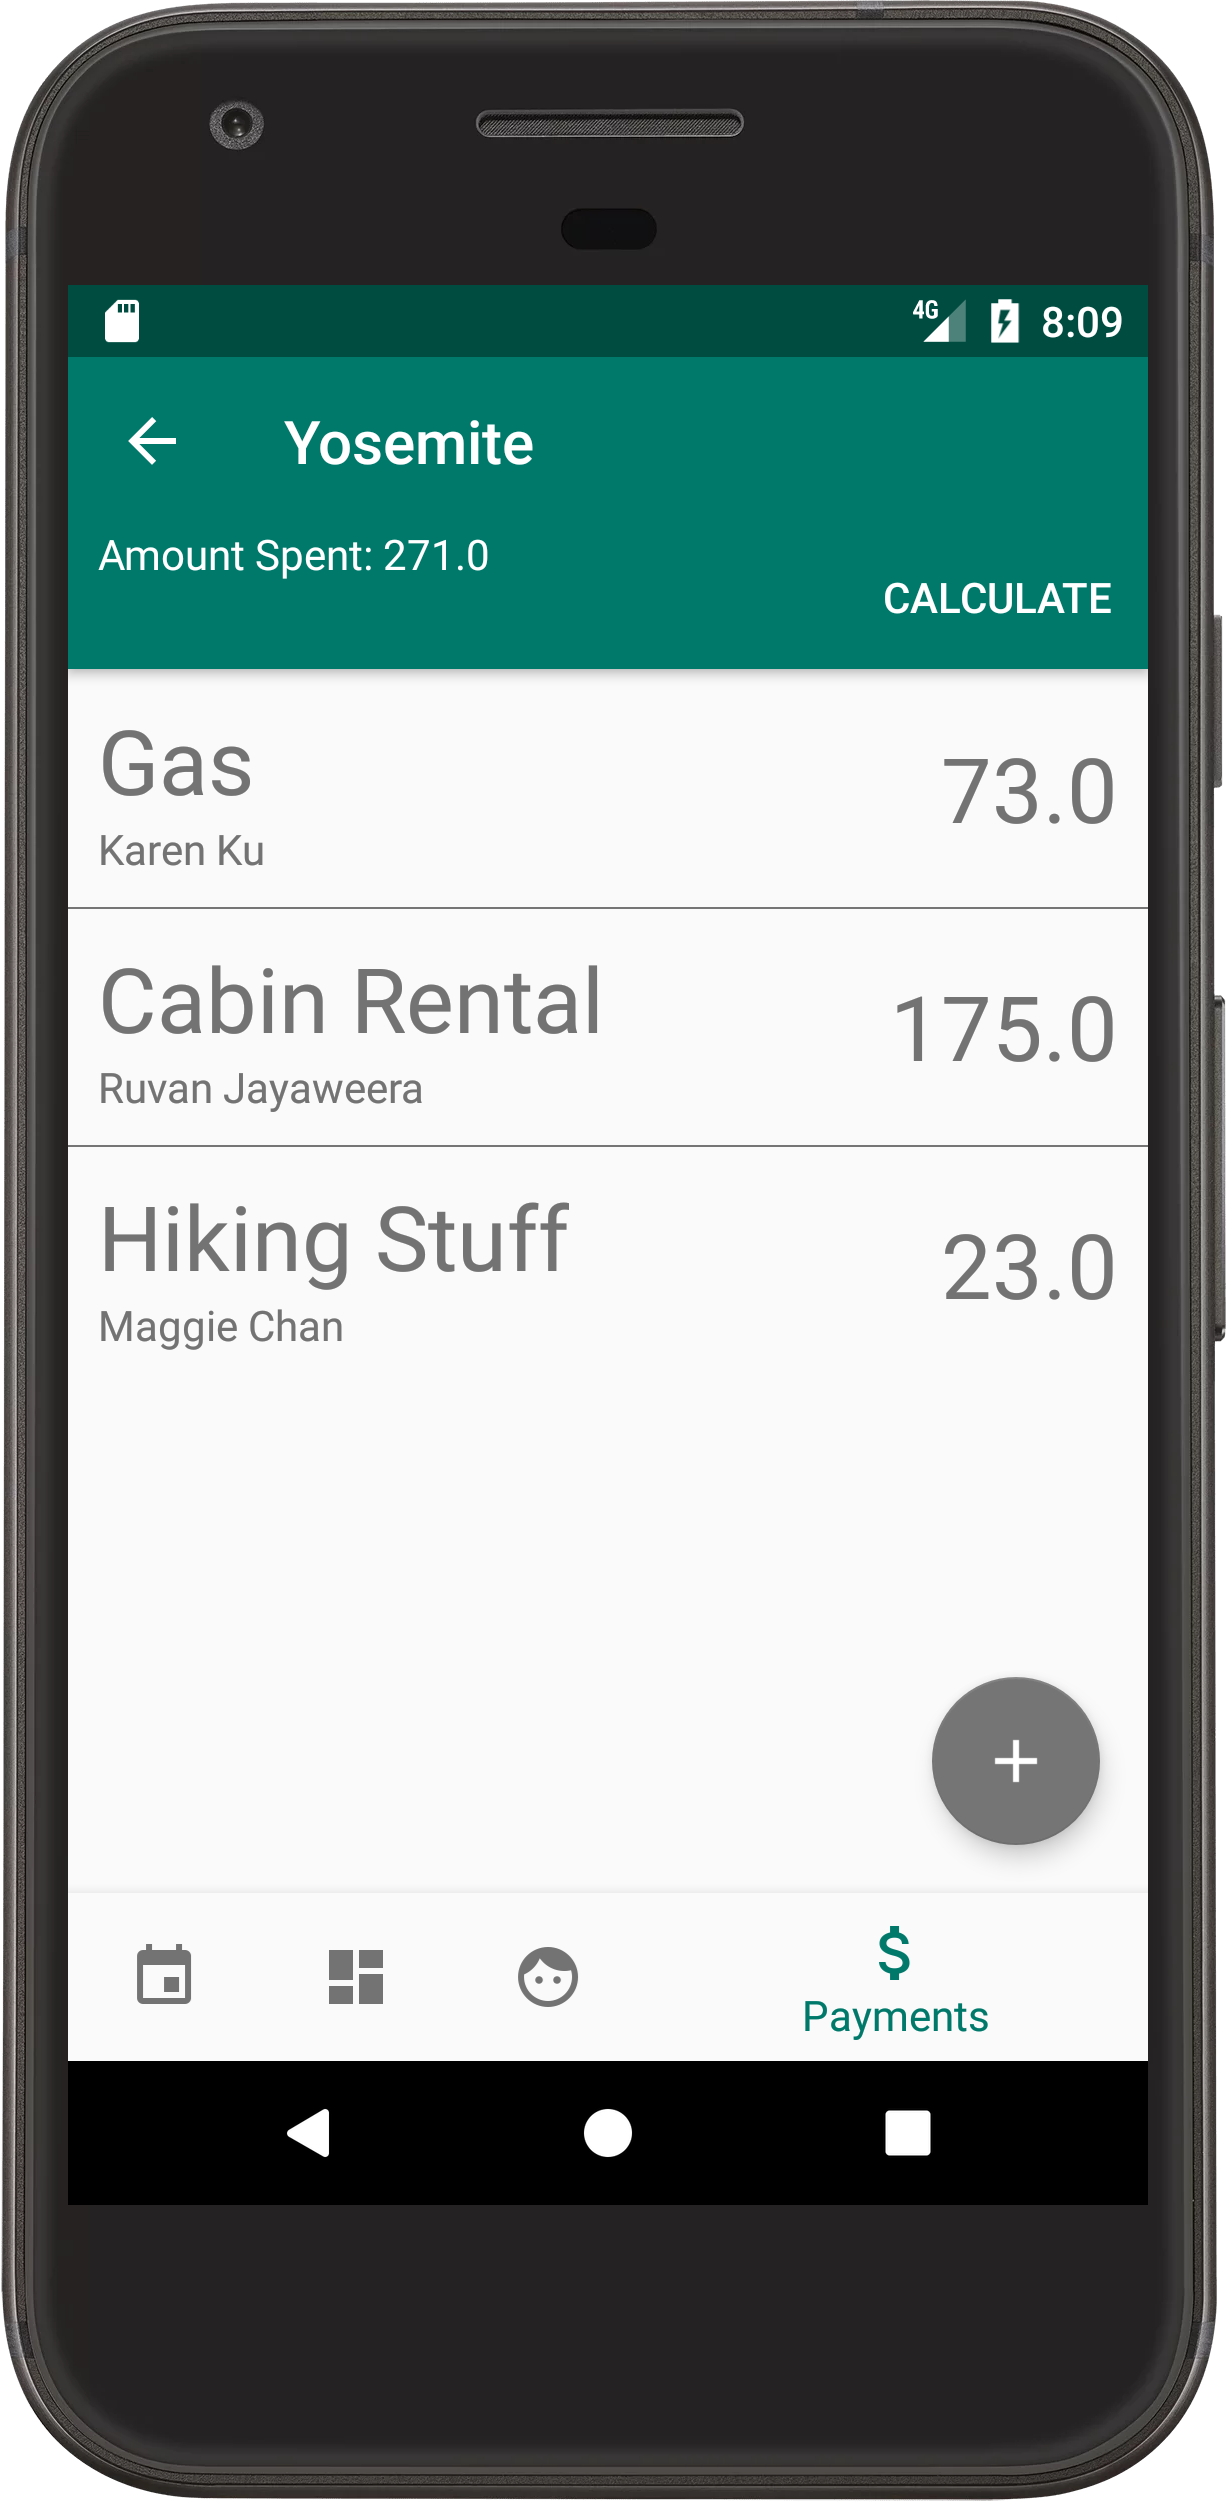 4G 8:09
Yosemite
Amount Spent: 271.0
CALCULATE
Gas
73.0
Karen Ku
Cabin Rental
175.0
Ruvan Jayaweera
Hiking Stuff
23.0
Maggie Chan
$
Payments